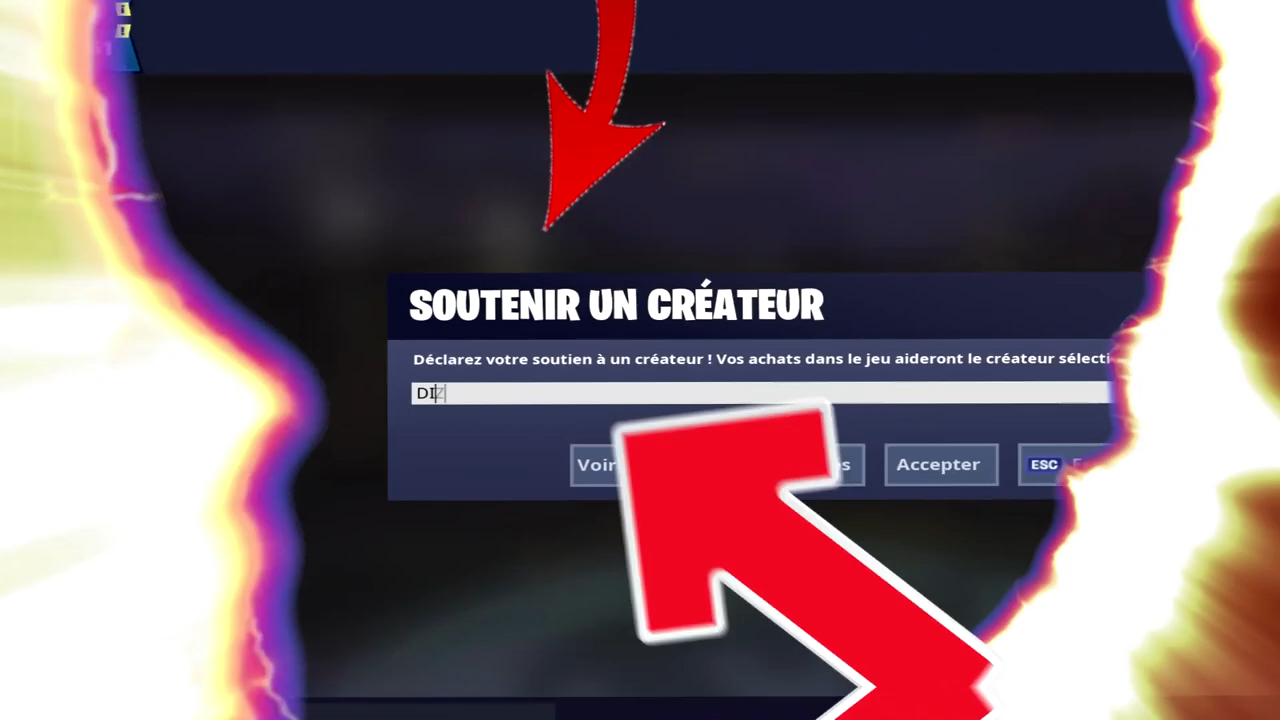 SOUTENIR UN CRÉATEUR
Déclarez votre soutien à un créateur ! Vos achats dans le jeu aideront le créateur sélecti
DIZ
Voir
Accepter
ESC